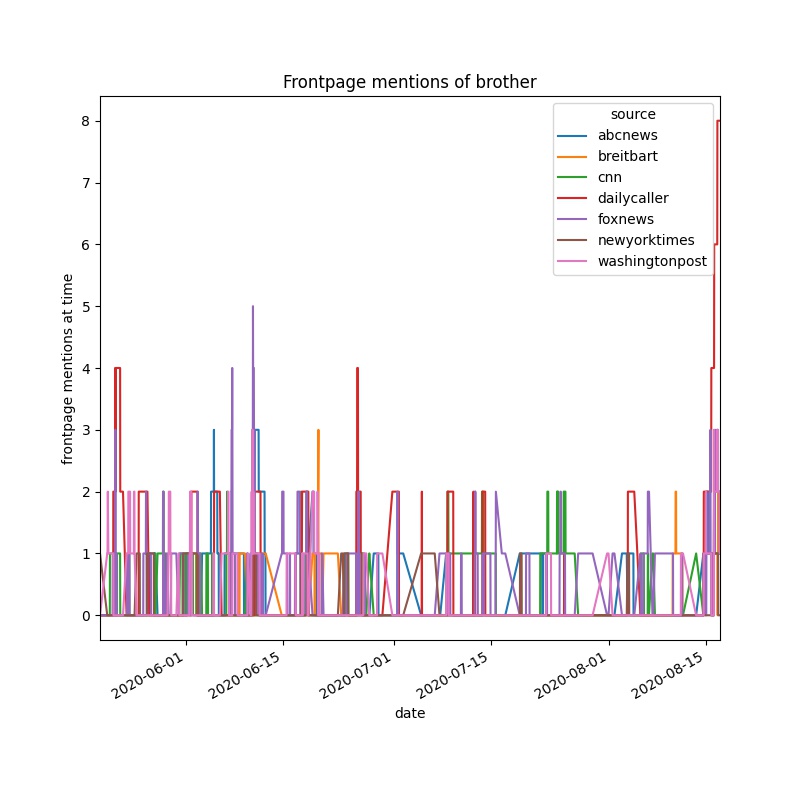 Frontpage mentions of brother
source
abcnews
breitbart
cnn
dailycaller
foxnews
newyorktimes
washingtonpost
8
7
6
5
4
3
2
1
0
frontpage mentions at time
2020-06-01
2020-06-15
2020-07-01
2020-07-15
2020-08-01
2020-08-15
date